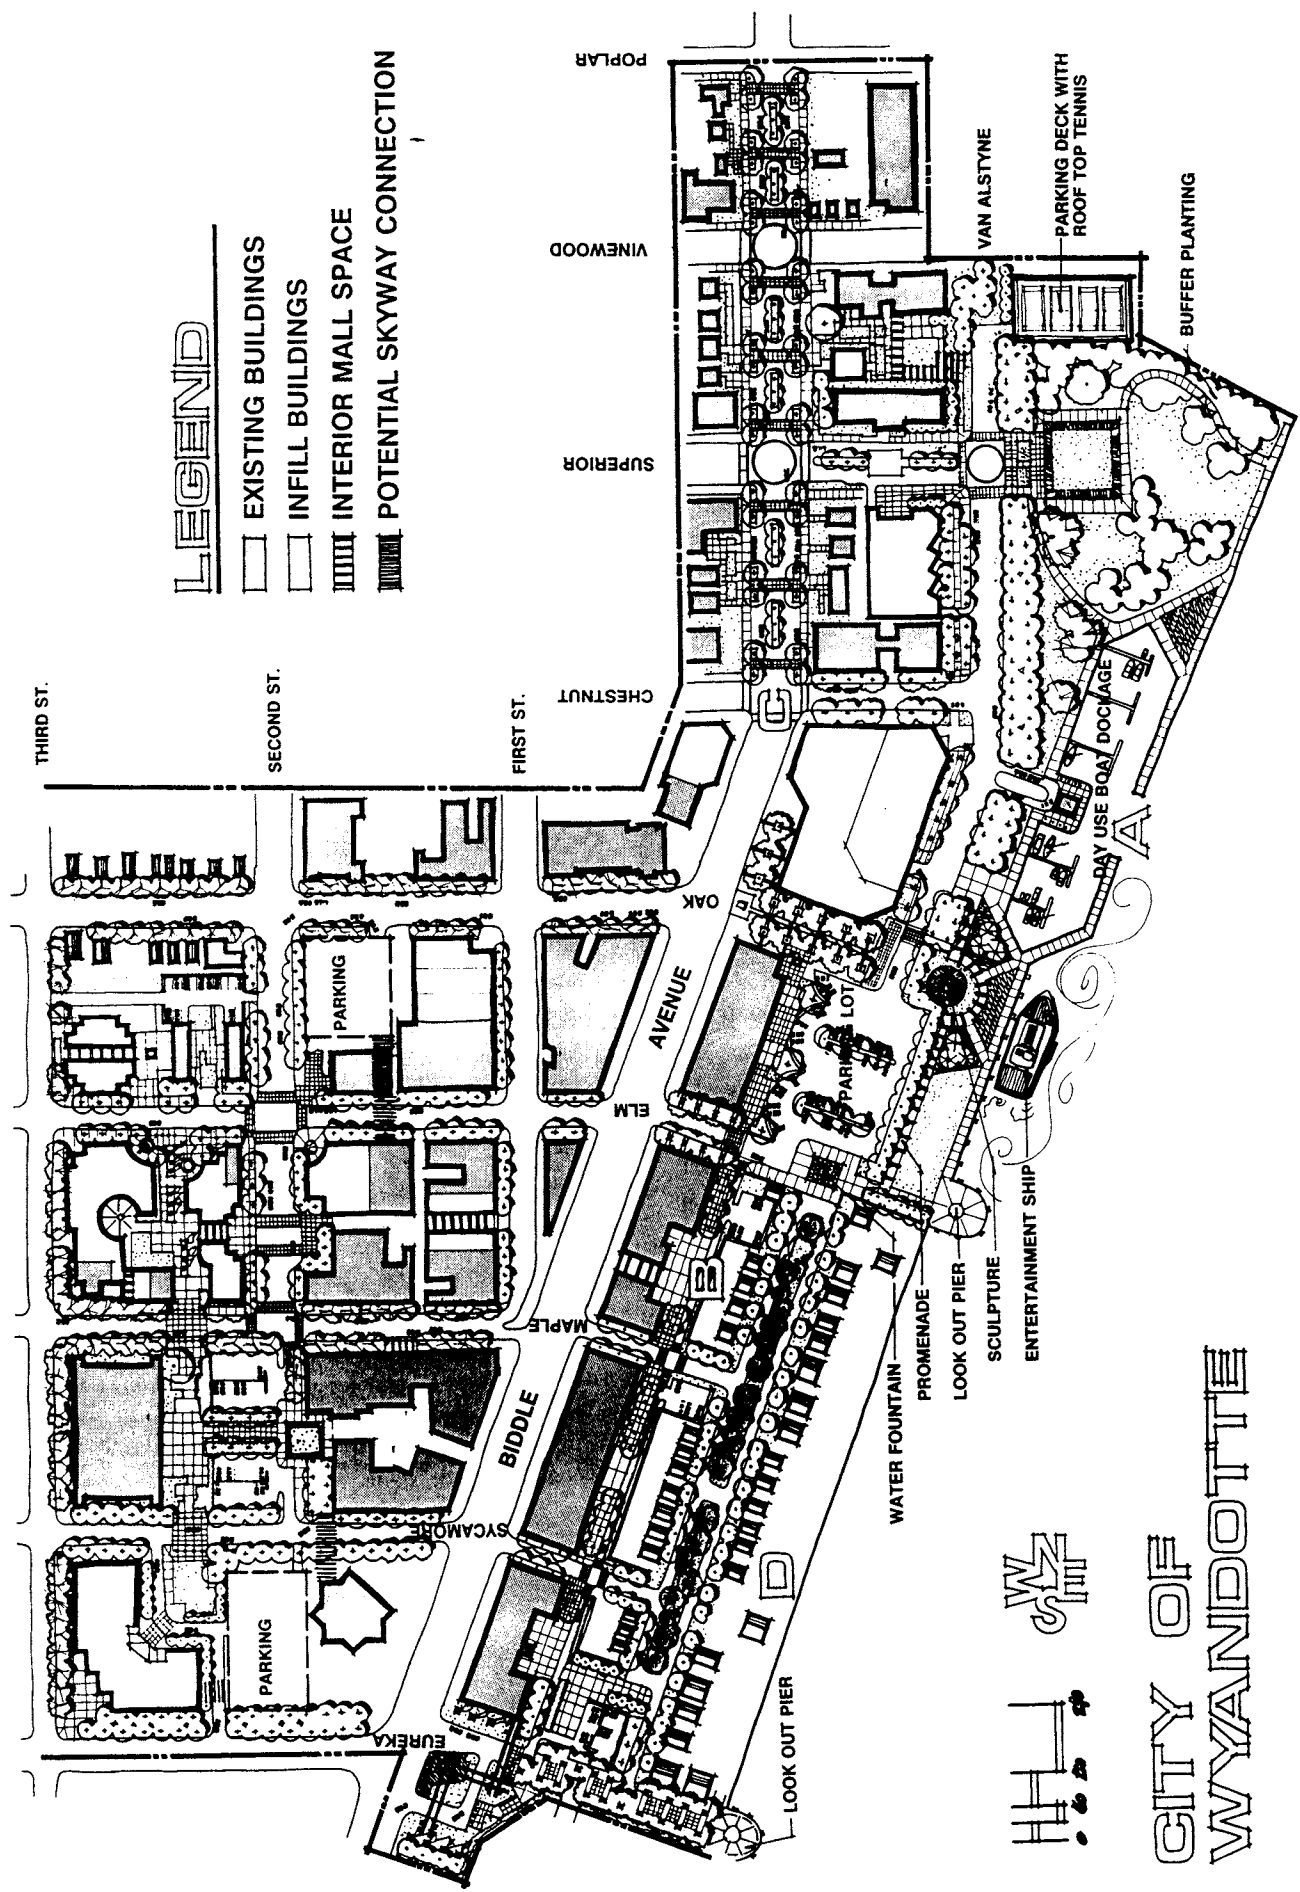 LEGEND
EXISTING BUILDINGS
INFILL BUILDINGS
INTERIOR MALL SPACE
POTENTIAL SKYWAY CONNECTION
THIRD ST.
SECOND ST.
FIRST ST.
CHESTNUT
SUPERIOR
VINEWOOD
POPLAR
VAN ALSTYNE
PARKING DECK WITH
ROOF TOP TENNIS
BUFFER PLANTING
DAY USE BOAT DOCKAGE
A
OAK
AVENUE
ELM
PARKING
PARKING LOT
MAPLE
BIDDLE
SYCAMORE
PARKING
EUREKA
D
WATER FOUNTAIN
PROMENADE
LOOK OUT PIER
SCULPTURE
ENTERTAINMENT SHIP
LOOK OUT PIER
CITY OF
WYANDOTTE